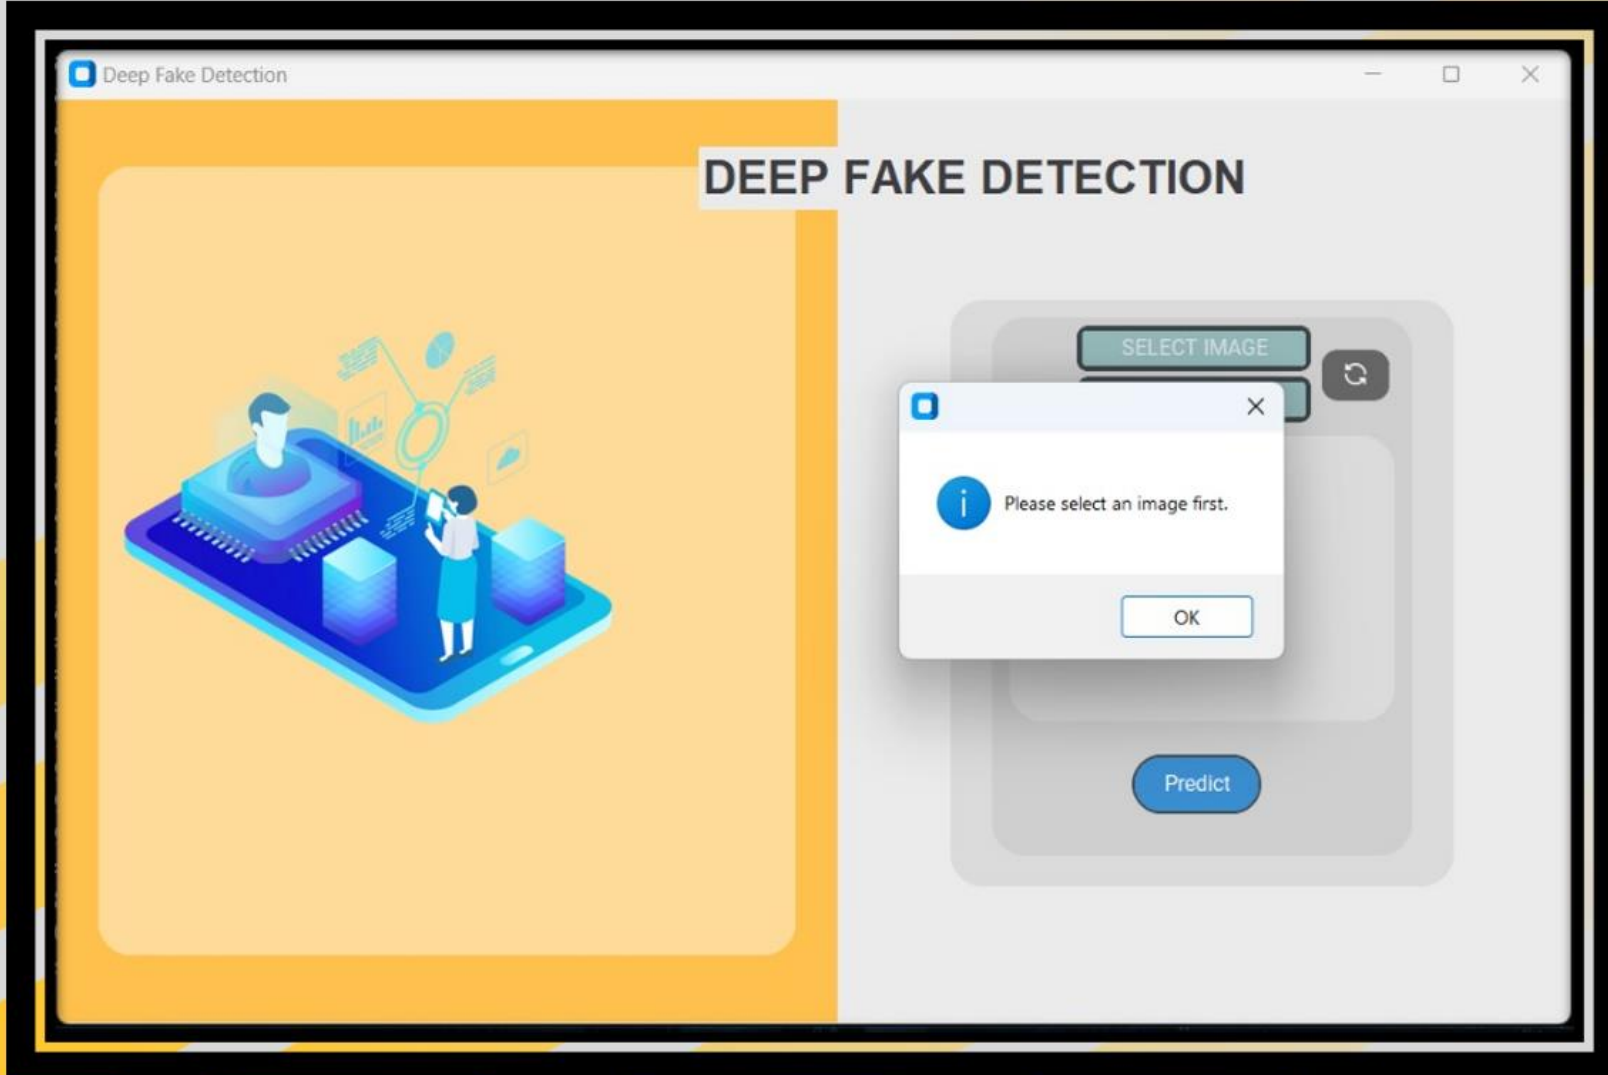 Deep Fake Detection
DEEP FAKE DETECTION
SELECT IMAGE
Please select an image first.
OK
Predict